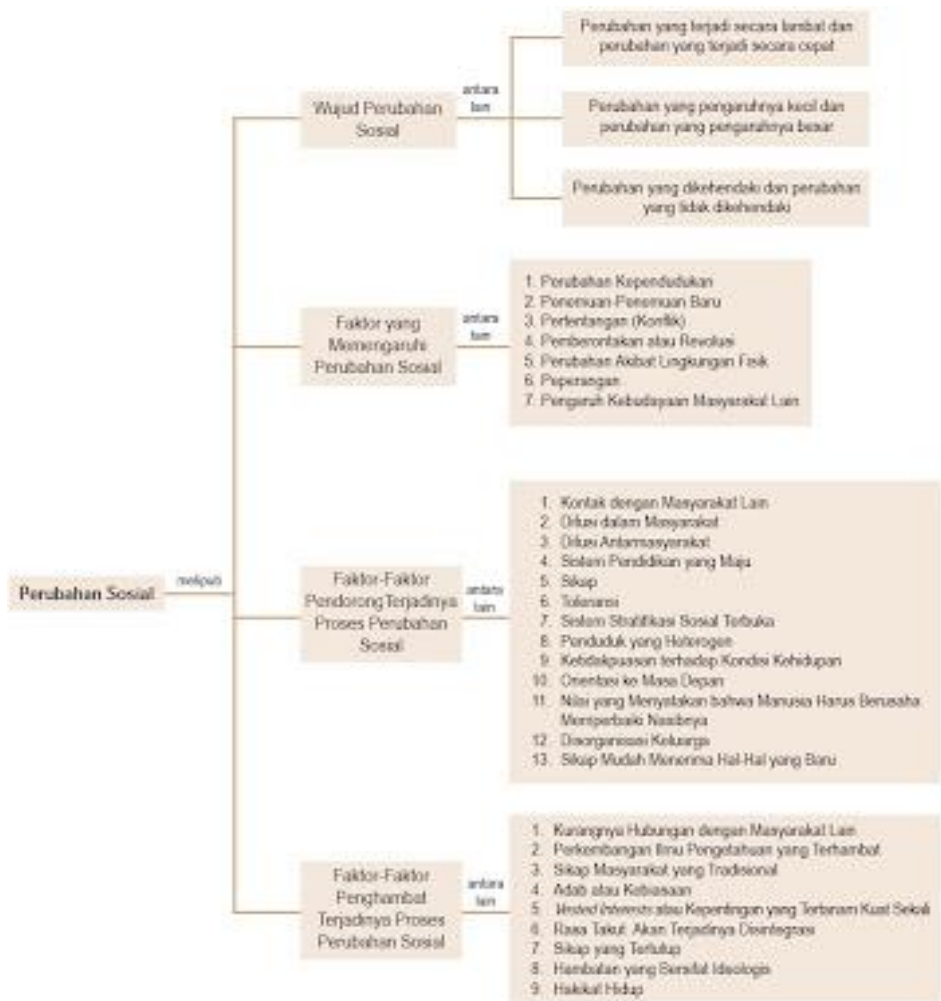 Perubahan Sosial
meliputi
Wujud Perubahan
Sosial
antara
lain
Perubahan yang terjadi secara lambat dan
perubahan yang terjadi secara cepat
Perubahan yang pengaruhnya kecil dan
perubahan yang pengaruhnya besar
Perubahan yang dikehendaki dan perubahan
yang tidak dikehendaki
Faktor yang
Memengaruhi
Perubahan Sosial
antara
lain
1. Perubahan Kependudukan
2. Penemuan-Penemuan Baru
3. Pertentangan (Konflik)
4. Pemberontakan atau Revolusi
5. Perubahan Akibat Lingkungan Fisik
6. Peperangan
7. Pengaruh Kebudayaan Masyarakat Lain
Faktor-Faktor
Pendorong Terjadinya
Proses Perubahan
Sosial
antara
lain
1. Kontak dengan Masyarakat Lain
2. Difusi dalam Masyarakat
3. Difusi Antarmasyarakat
4. Sistem Pendidikan yang Maju
5. Sikap
6. Toleransi
7. Sistem Stratifikasi Sosial Terbuka
8. Penduduk yang Heterogen
9. Ketidakpuasan terhadap Kondisi Kehidupan
10. Orientasi ke Masa Depan
11. Nilai yang Menyatakan bahwa Manusia Harus Berusaha
Memperbaiki Nasibnya
12. Disorganisasi Keluarga
13. Sikap Mudah Menerima Hal-Hal yang Baru
Faktor-Faktor
Penghambat
Terjadinya Proses
Perubahan Sosial
antara
lain
1. Kurangnya Hubungan dengan Masyarakat Lain
2. Perkembangan Ilmu Pengetahuan yang Terhambat
3. Sikap Masyarakat yang Tradisional
4. Adab atau Kebiasaan
5. Vested Interests atau Kepentingan yang Tertanam Kuat Sekali
6. Rasa Takut Akan Terjadinya Disintegrasi
7. Sikap yang Tertutup
8. Hambatan yang Bersifat Ideologis
9. Hakikat Hidup